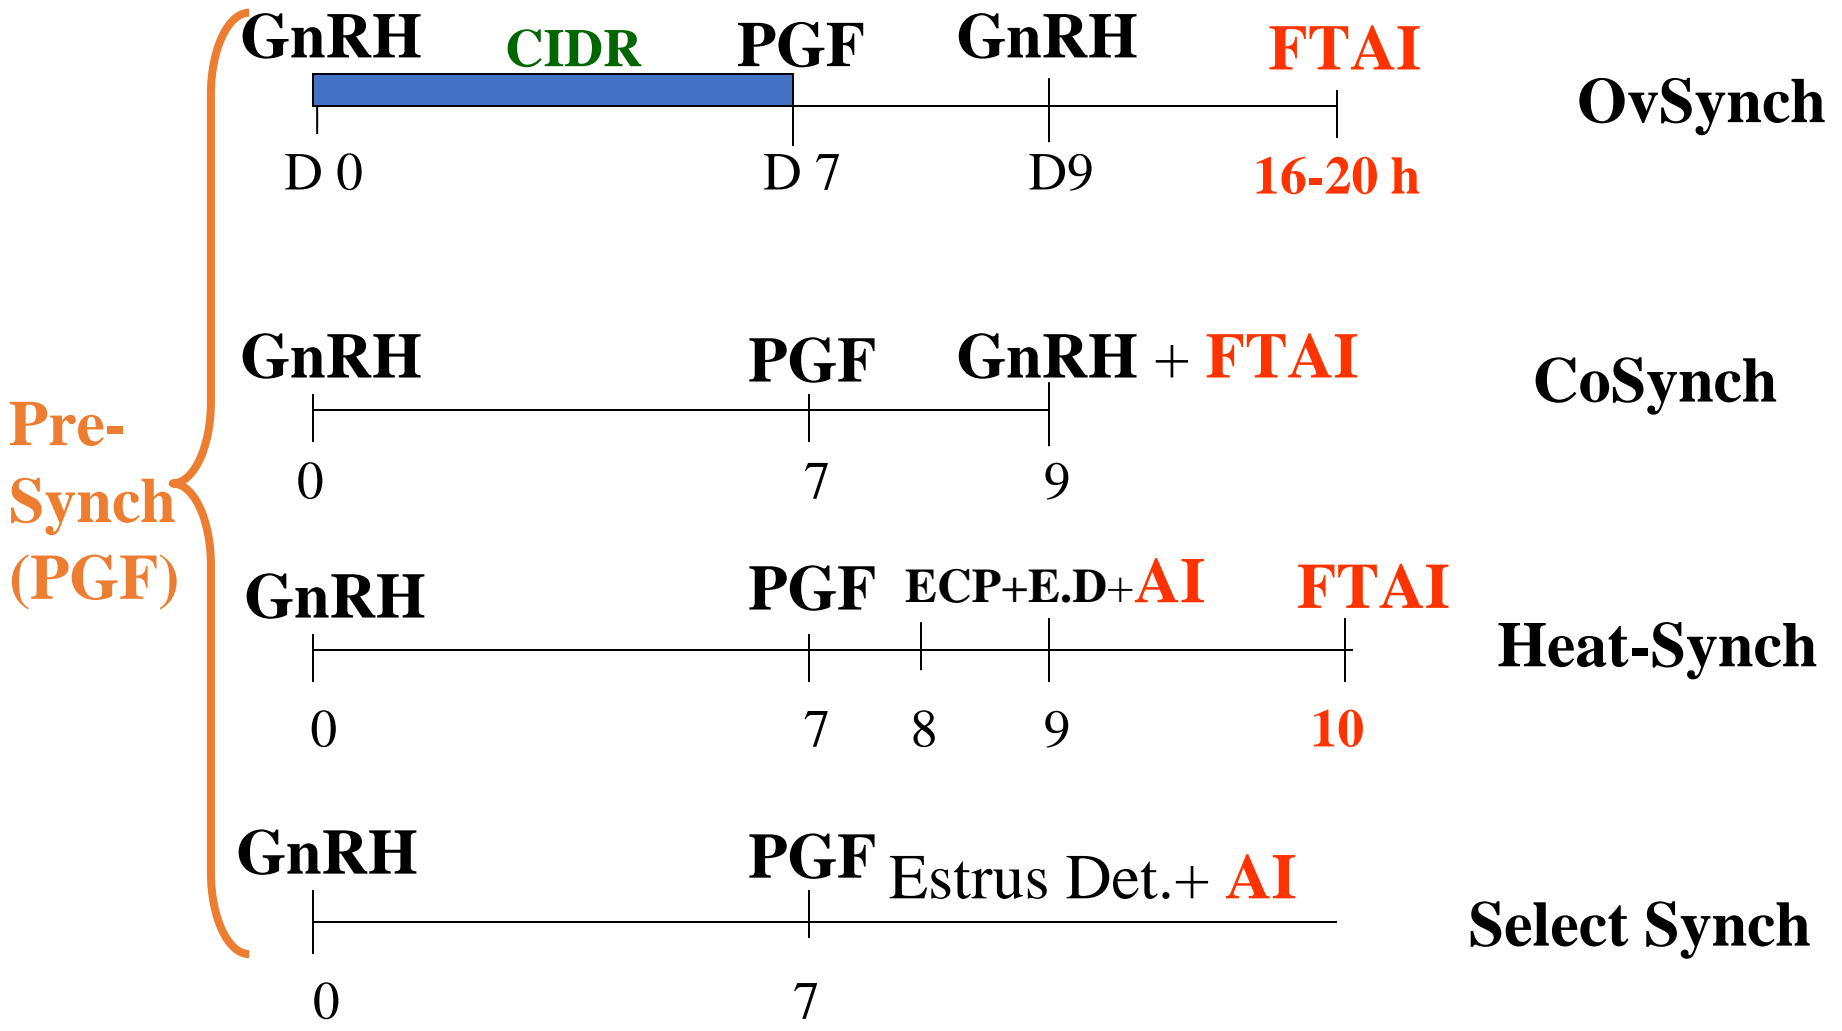 GnRH CIDR PGF GnRH FTAI
OvSynch
D 0 D 7 D9 16-20 h
GnRH PGF GnRH + FTAI
CoSynch
0 7 9
Pre-
Synch
(PGF)
GnRH PGF ECP+E.D+AI FTAI
Heat-Synch
0 7 8 9 10
GnRH PGF Estrus Det.+ AI
Select Synch
0 7